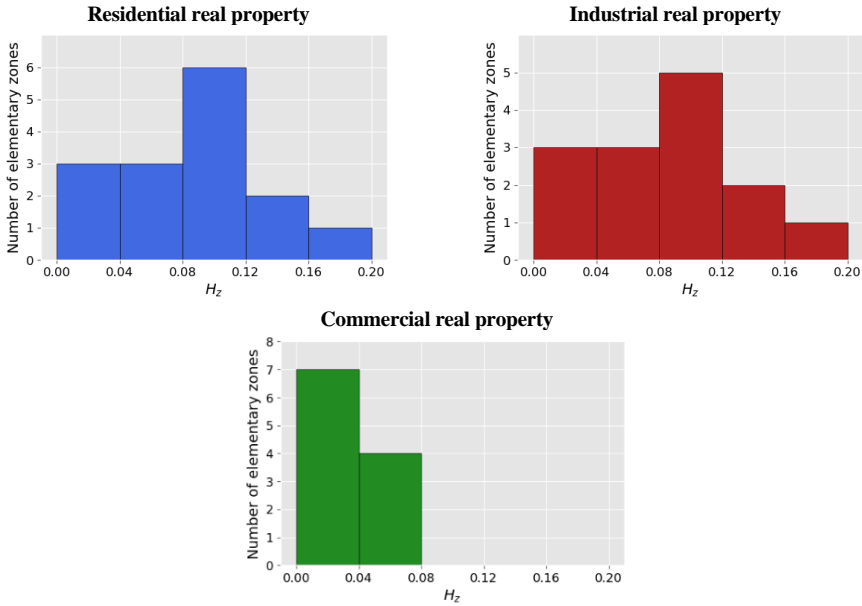 Residential real property
Number of elementary zones
6
5
4
3
2
1
0
0.00 0.04 0.08 0.12 0.16 0.20
H_z
Industrial real property
Number of elementary zones
5
4
3
2
1
0
0.00 0.04 0.08 0.12 0.16 0.20
H_z
Commercial real property
Number of elementary zones
8
7
6
5
4
3
2
1
0
0.00 0.04 0.08 0.12 0.16 0.20
H_z